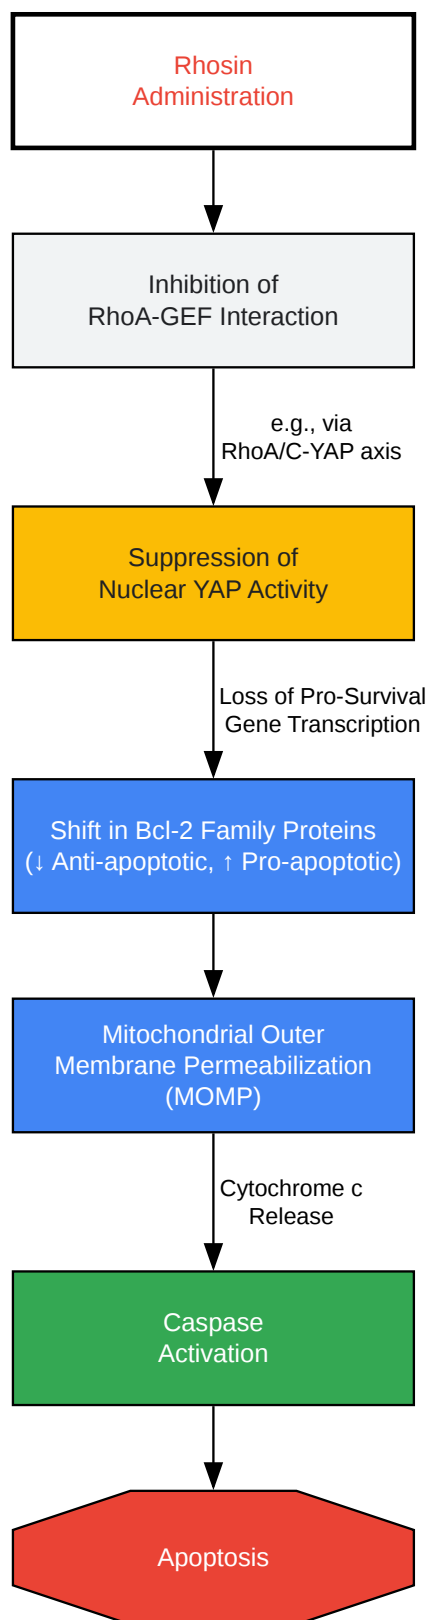 Rhosin
Administration
Inhibition of
RhoA-GEF Interaction
e.g., via
RhoA/C-YAP axis
Suppression of
Nuclear YAP Activity
Loss of Pro-Survival
Gene Transcription
Shift in Bcl-2 Family Proteins
(↓ Anti-apoptotic, ↑ Pro-apoptotic)
Mitochondrial Outer
Membrane Permeabilization
(MOMP)
Cytochrome c
Release
Caspase
Activation
Apoptosis